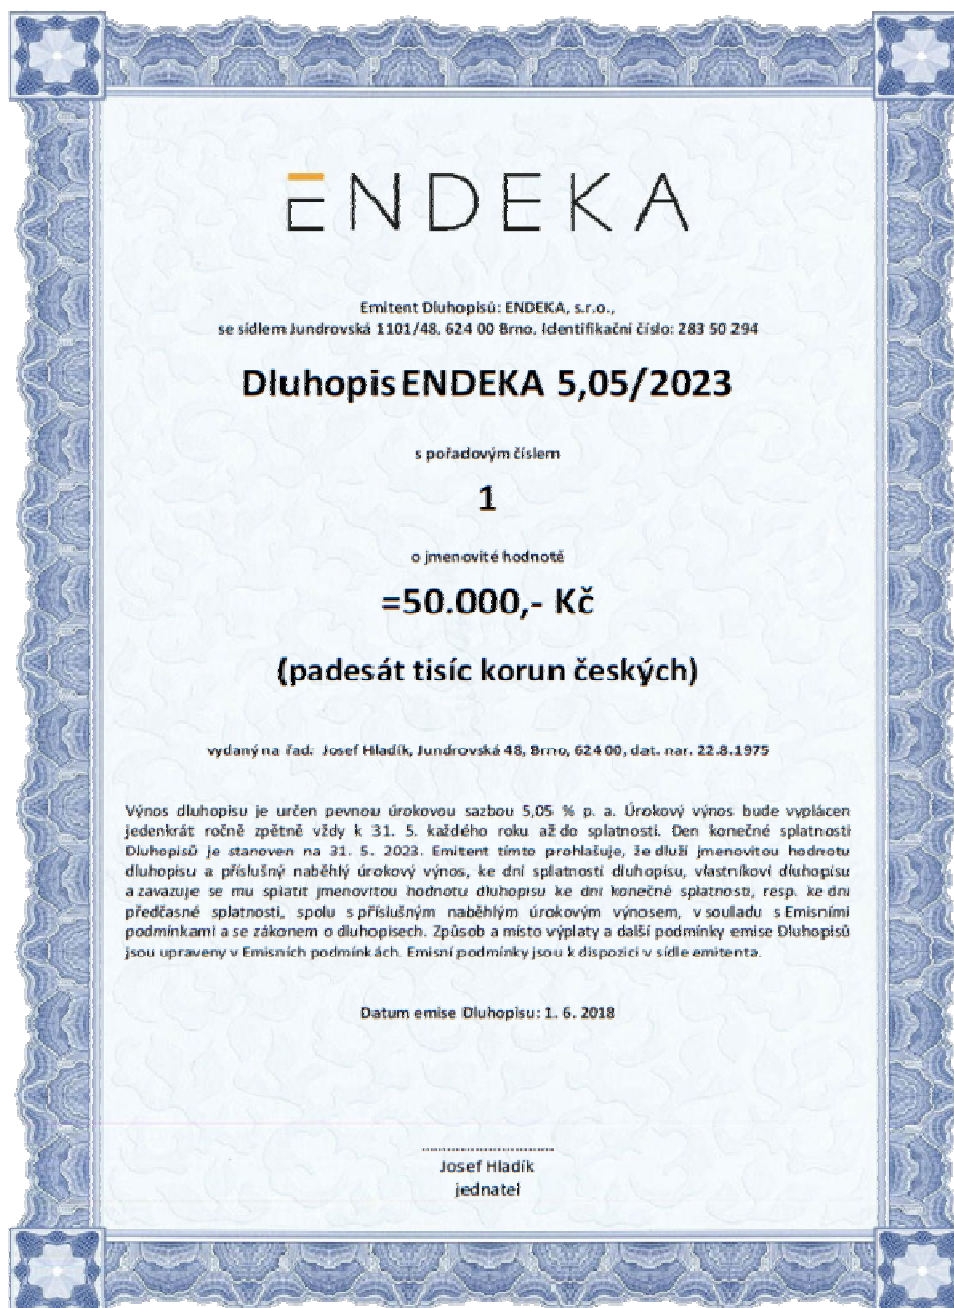 ENDEKA
Emitent Dluhopisů: ENDEKA, s.r.o.,
se sídlem Jundrovská 1101/48, 624 00 Brno, Identifikační číslo: 283 50 294
Dluhopis ENDEKA 5,05/2023
s pořadovým číslem
1
o jmenovité hodnotě
=50.000,- Kč
(padesát tisíc korun českých)
vydaný na řad: Josef Hladík, Jundrovská 48, Brno, 624 00, dat. nar. 22.8.1975
Výnos dluhopisu je určen pevnou úrokovou sazbou 5,05 % p. a. Úrokový výnos bude vyplácen
jedenkrát ročně zpětně vždy k 31. 5. každého roku až do splatnosti. Den konečné splatnosti
Dluhopisů je stanoven na 31. 5. 2023. Emitent tímto prohlašuje, že dluží jmenovitou hodnotu
dluhopisu a příslušný naběhlý úrokový výnos, ke dni splatnosti dluhopisu, vlastníkovi dluhopisu
a zavazuje se mu splatit jmenovitou hodnotu dluhopisu ke dni konečné splatnosti, resp. ke dni
předčasné splatnosti, spolu s příslušným naběhlým úrokovým výnosem, v souladu s Emisními
podmínkami a se zákonem o dluhopisech. Způsob a místo výplaty a další podmínky emise Dluhopisů
jsou upraveny v Emisních podmínkách. Emisní podmínky jsou k dispozici v sídle emitenta.
Datum emise Dluhopisu: 1. 6. 2018
Josef Hladík
jednatel